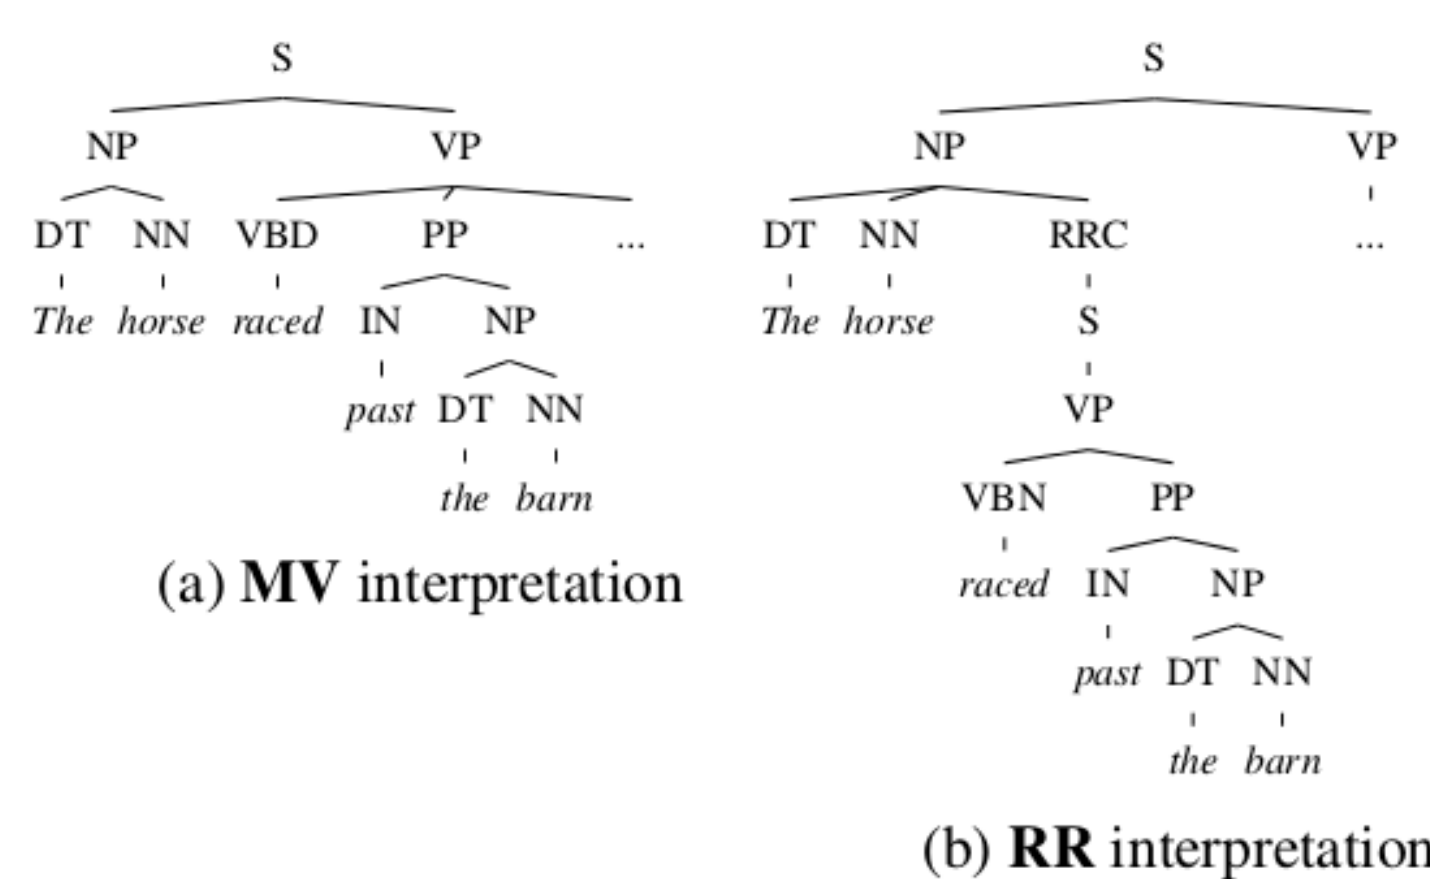 S
NP VP
DT NN VBD PP ...
The horse raced IN NP
past DT NN
the barn
(a) MV interpretation
S
NP VP
DT NN RRC ...
The horse S
VP
VBN PP
raced IN NP
past DT NN
the barn
(b) RR interpretation